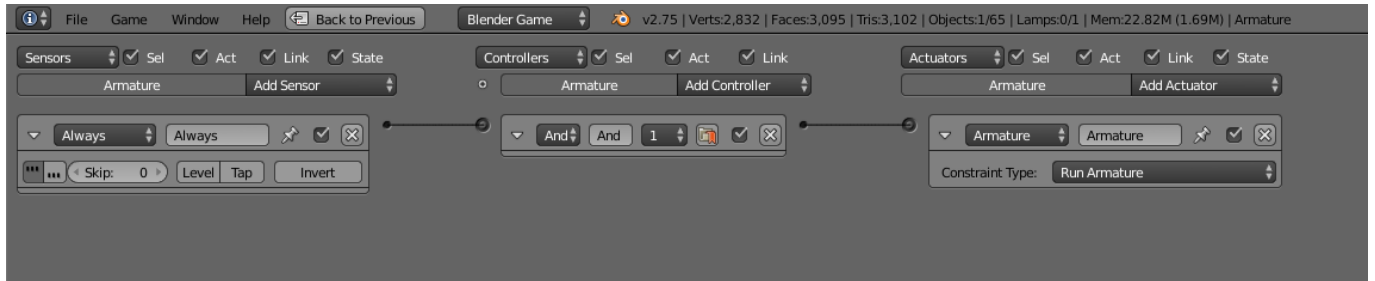 File Game Window Help Back to Previous Blender Game v2.75 | Verts:2,832 | Faces:3,095 | Tris:3,102 | Objects:1/65 | Lamps:0/1 | Mem:22.82M (1.69M) | Armature
Sensors Sel Act Link State Controllers Sel Act Link Actuators Sel Act Link State
Armature Add Sensor Armature Add Controller Armature Add Actuator
Always Always And And 1 Armature Armature
Skip: 0 Level Tap Invert Constraint Type: Run Armature